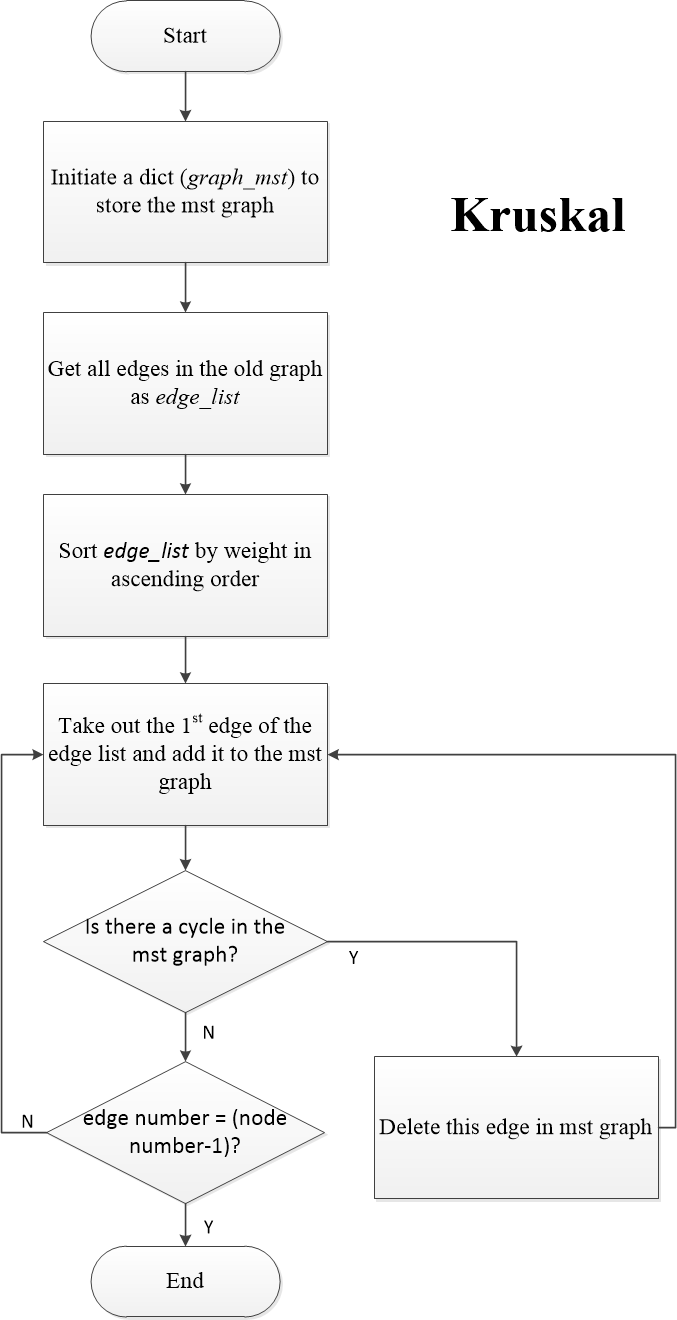 Start
Initiate a dict (graph_mst) to
store the mst graph
Kruskal
Get all edges in the old graph
as edge_list
Sort edge_list by weight in
ascending order
Take out the 1st edge of the
edge list and add it to the mst
graph
Is there a cycle in the
mst graph?
Y
N
edge number = (node
number-1)?
N
Delete this edge in mst graph
Y
End